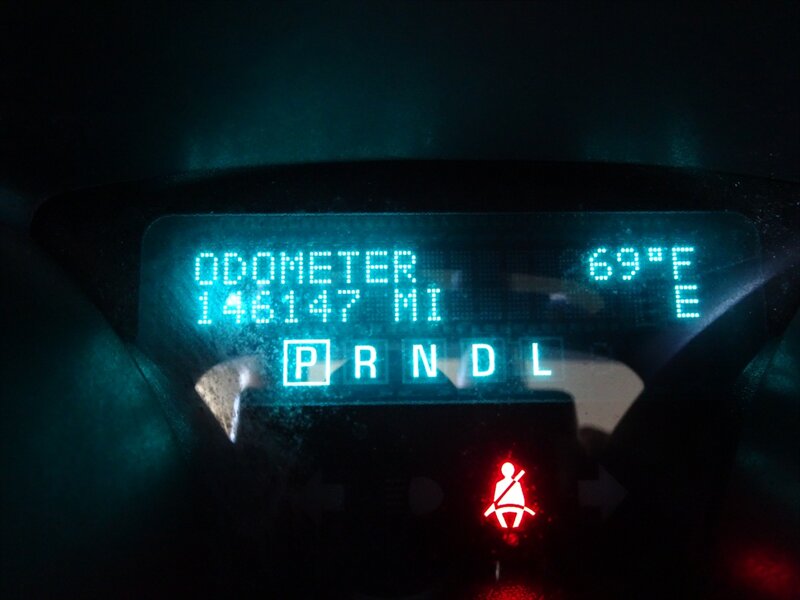 ODOMETER 69°F
146147 MI E
P R N D L